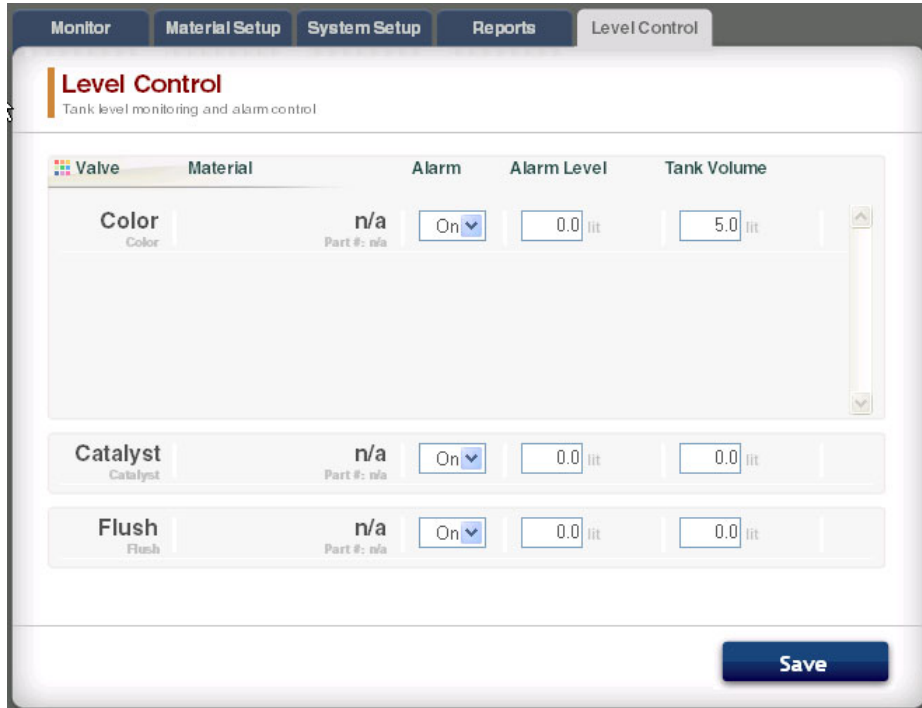 Monitor Material Setup System Setup Reports Level Control
Level Control
Tank level monitoring and alarm control
Valve Material Alarm Alarm Level Tank Volume
Color n/a On 0.0 lit 5.0 lit
Color Part #: n/a
Catalyst n/a On 0.0 lit 0.0 lit
Catalyst Part #: n/a
Flush n/a On 0.0 lit 0.0 lit
Flush Part #: n/a
Save